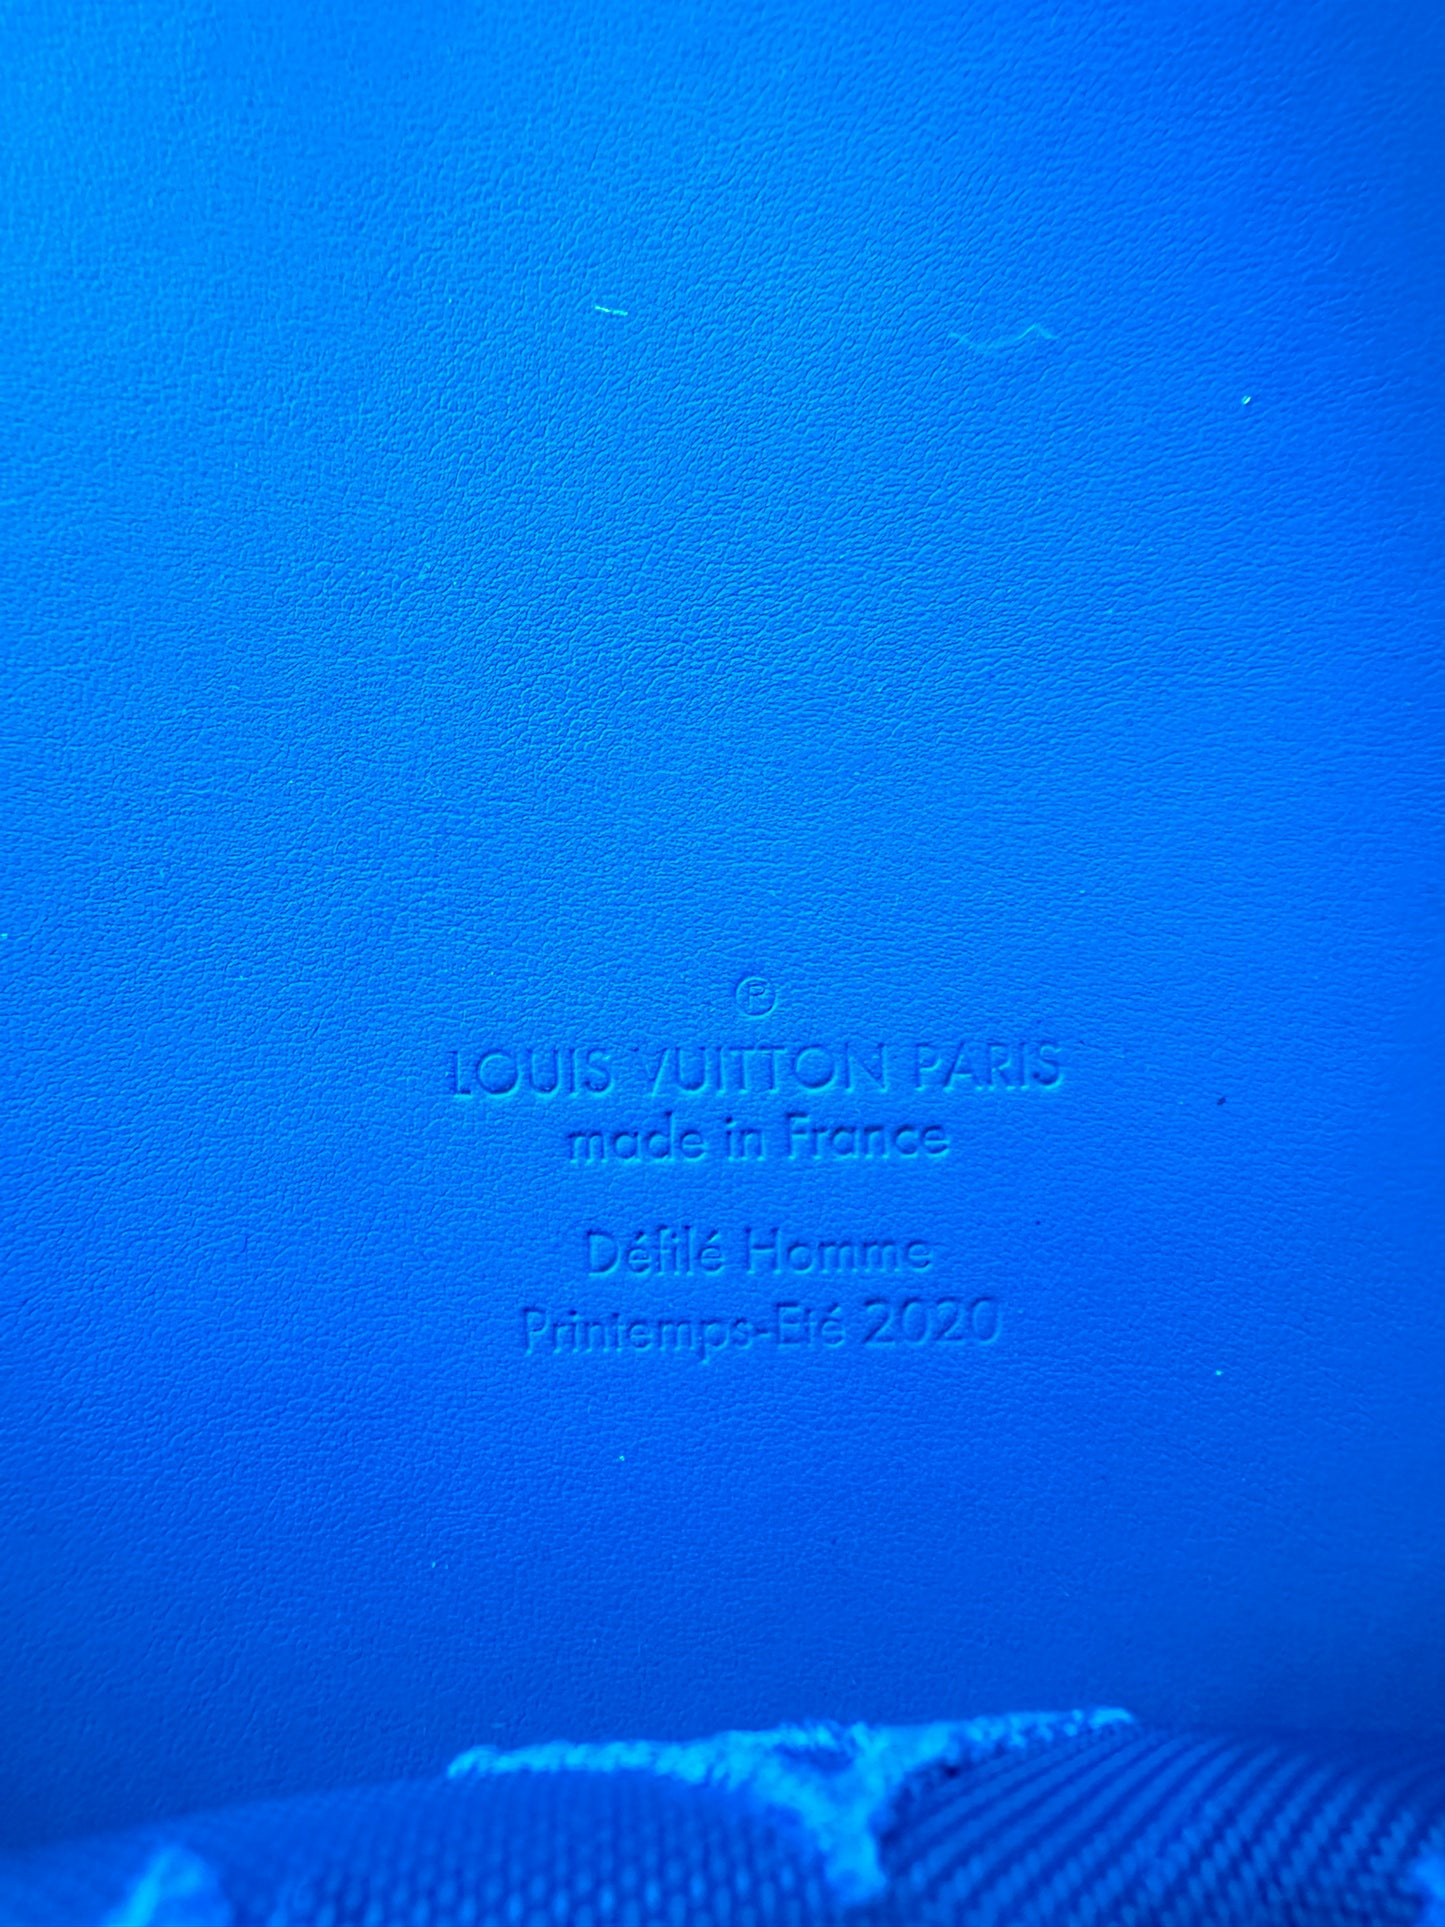 ℗
LOUIS VUITTON PARIS
made in France
Défilé Homme
Printemps-Eté 2020